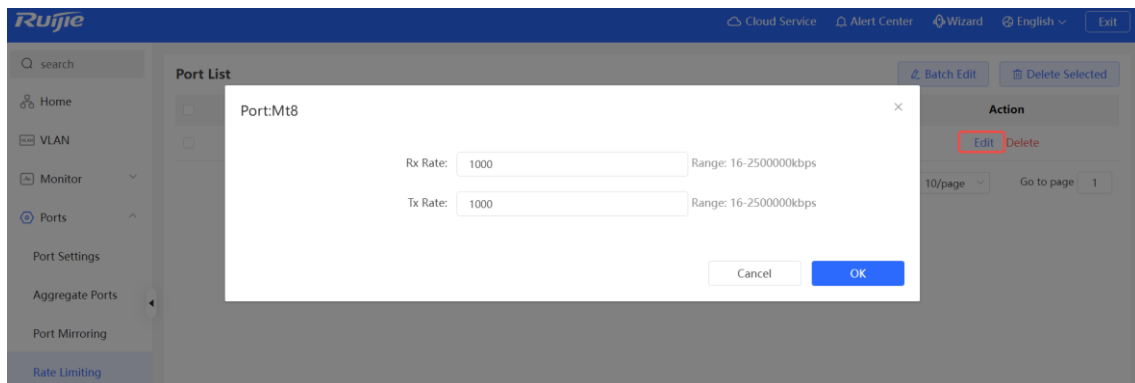 Ruijie
Cloud Service Alert Center Wizard English Exit
search
Port List Batch Edit Delete Selected
Home
Port:Mt8 Action
VLAN
Edit Delete
Rx Rate: 1000 Range: 16-2500000kbps
Monitor
10/page Go to page 1
Tx Rate: 1000 Range: 16-2500000kbps
Ports
Port Settings
Cancel OK
Aggregate Ports
Port Mirroring
Rate Limiting